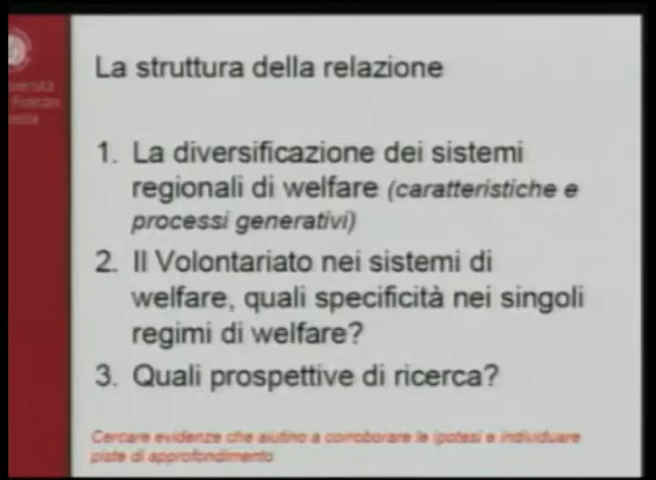 La struttura della relazione
1. La diversificazione dei sistemi
regionali di welfare (caratteristiche e
processi generativi)
2. Il Volontariato nei sistemi di
welfare, quali specificità nei singoli
regimi di welfare?
3. Quali prospettive di ricerca?
Cercare evidenze che aiutino a corroborare le ipotesi e individuare
piste di approfondimento